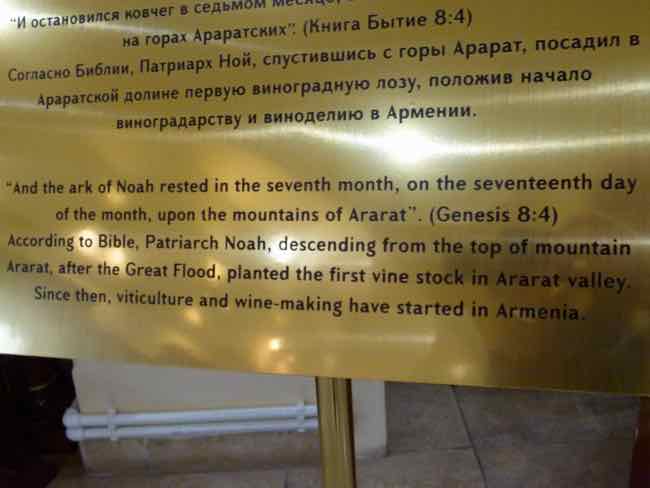 “И остановился ковчег в седьмом месяце,
на горах Араратских”. (Книга Бытие 8:4)
Согласно Библии, Патриарх Ной, спустившись с горы Арарат, посадил в
Араратской долине первую виноградную лозу, положив начало
виноградарству и виноделию в Армении.
“And the ark of Noah rested in the seventh month, on the seventeenth day
of the month, upon the mountains of Ararat”. (Genesis 8:4)
According to Bible, Patriarch Noah, descending from the top of mountain
Ararat, after the Great Flood, planted the first vine stock in Ararat valley.
Since then, viticulture and wine-making have started in Armenia.